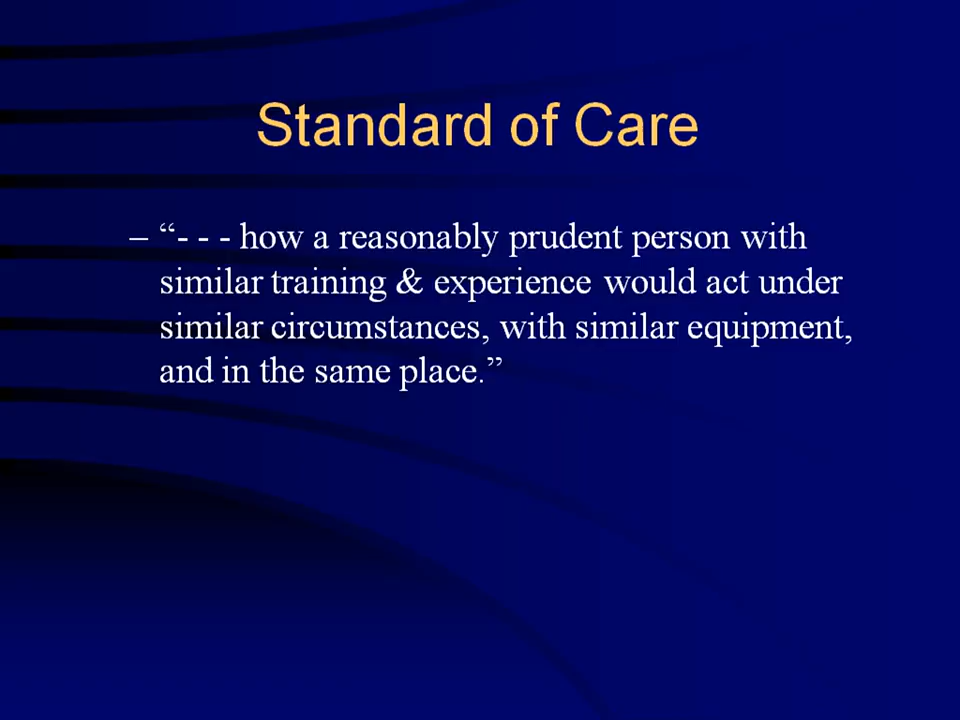 Standard of Care
– “- - - how a reasonably prudent person with
similar training & experience would act under
similar circumstances, with similar equipment,
and in the same place.”